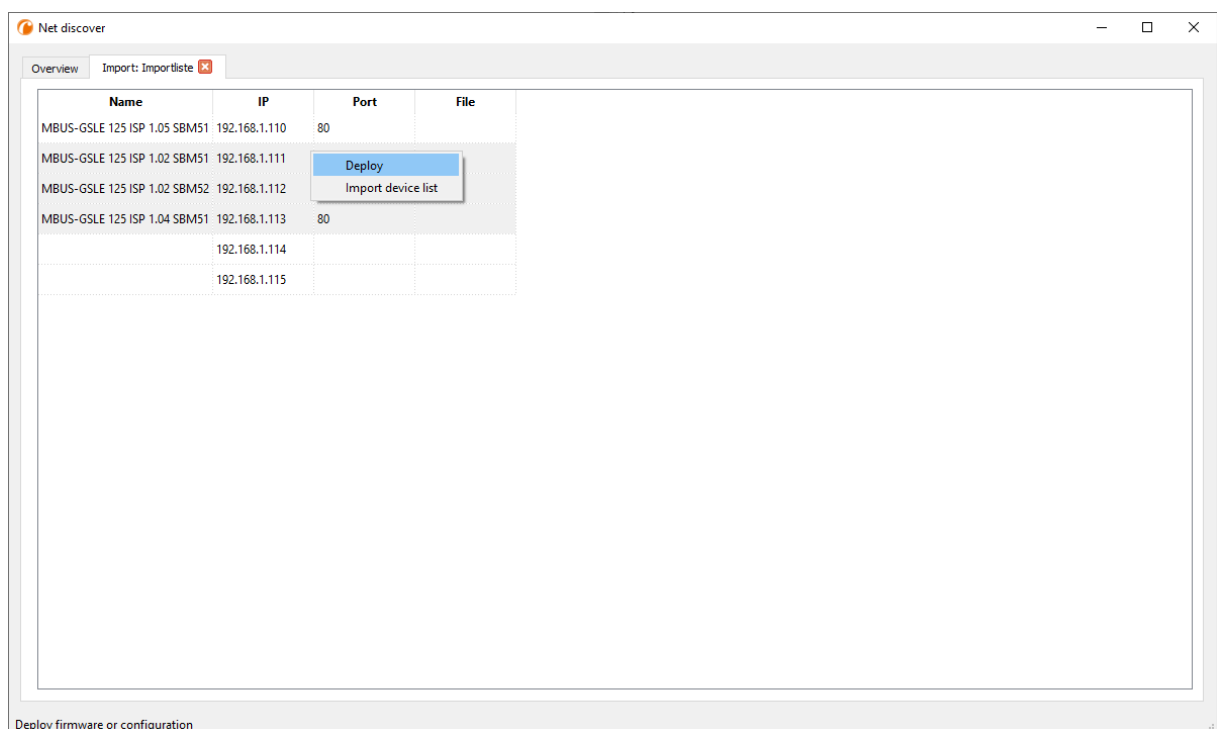 Net discover
Overview Import: Importliste
Name IP Port File
MBUS-GSLE 125 ISP 1.05 SBM51 192.168.1.110 80
MBUS-GSLE 125 ISP 1.02 SBM51 192.168.1.111
Deploy
MBUS-GSLE 125 ISP 1.02 SBM52 192.168.1.112
Import device list
MBUS-GSLE 125 ISP 1.04 SBM51 192.168.1.113 80
192.168.1.114
192.168.1.115
Deploy firmware or configuration